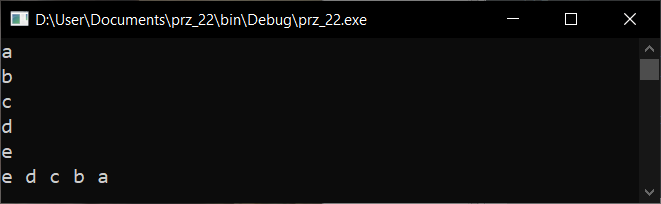 D:\User\Documents\prz_22\bin\Debug\prz_22.exe
a
b
c
d
e
e d c b a